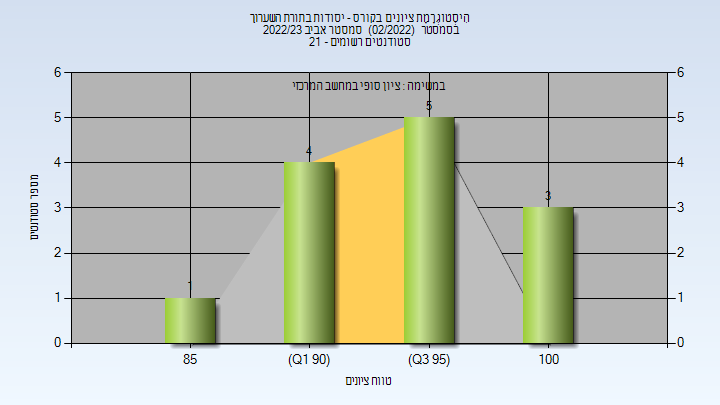 היסטוגרמת ציונים בקורס - יסודות בתורת השערוך
בסמסטר (02/2022) סמסטר אביב 2022/23
סטודנטים רשומים - 21
במשימה : ציון סופי במחשב המרכזי
6 6
5 5
4 4
3 3
2 2
1 1
0 0
1 4 5 3
מספר סטודנטים
85 (Q1 90) (Q3 95) 100
טווח ציונים